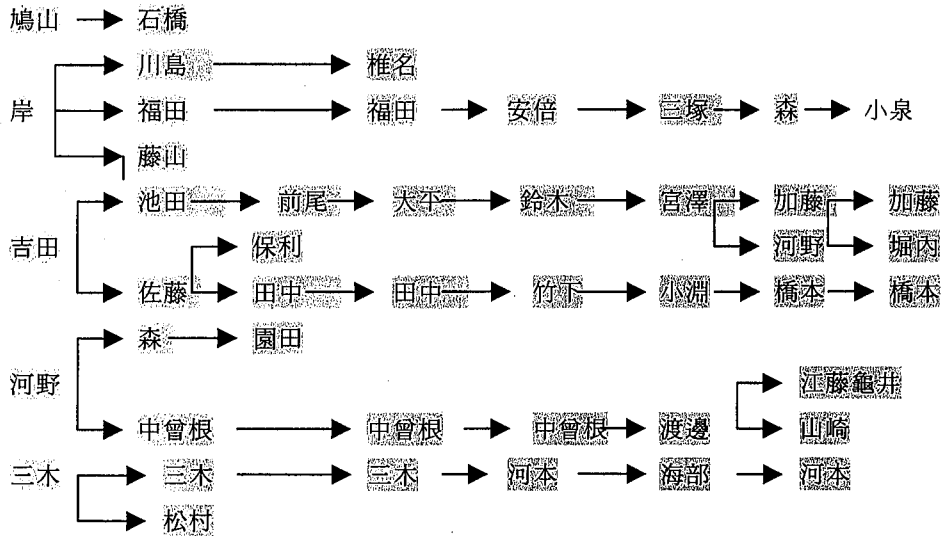 鳩山 石橋
川島 椎名
岸 福田 福田 安倍 三塚 森 小泉
藤山
池田 前尾 大平 鈴木 宮澤 加藤 加藤
吉田 保利 河野 堀内
佐藤 田中 田中 竹下 小淵 橋本 橋本
森 園田
河野 江藤龜井
中曾根 中曾根 中曾根 渡邊 山崎
三木 三木 三木 河本 海部 河本
松村